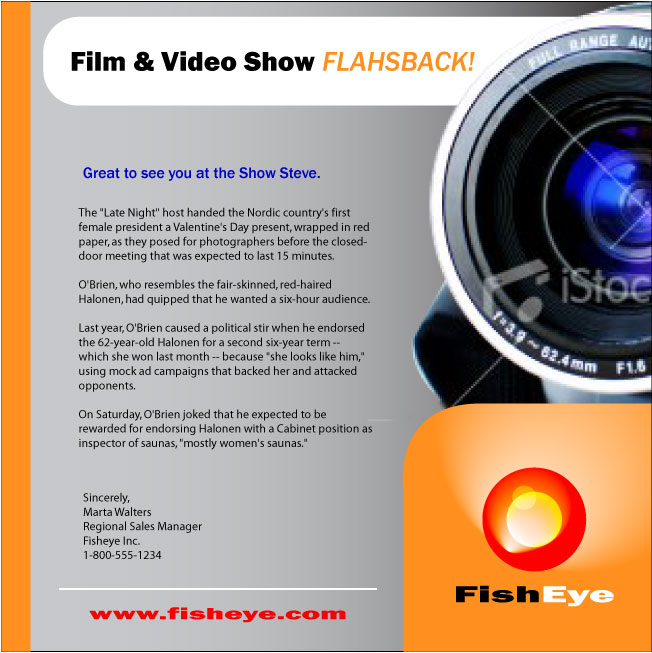 Film & Video Show FLAHSBACK!
FULL RANGE AUT
Great to see you at the Show Steve.
The "Late Night" host handed the Nordic country's first
female president a Valentine's Day present, wrapped in red
paper, as they posed for photographers before the closed-
door meeting that was expected to last 15 minutes.
O'Brien, who resembles the fair-skinned, red-haired
Halonen, had quipped that he wanted a six-hour audience.
Last year, O'Brien caused a political stir when he endorsed
the 62-year-old Halonen for a second six-year term --
which she won last month -- because "she looks like him,"
using mock ad campaigns that backed her and attacked
opponents.
On Saturday, O'Brien joked that he expected to be
rewarded for endorsing Halonen with a Cabinet position as
inspector of saunas, "mostly women's saunas."
iStoc
f=3.9 ~ 62.4mm F1.6
Sincerely,
Marta Walters
Regional Sales Manager
Fisheye Inc.
1-800-555-1234
FishEye
www.fisheye.com